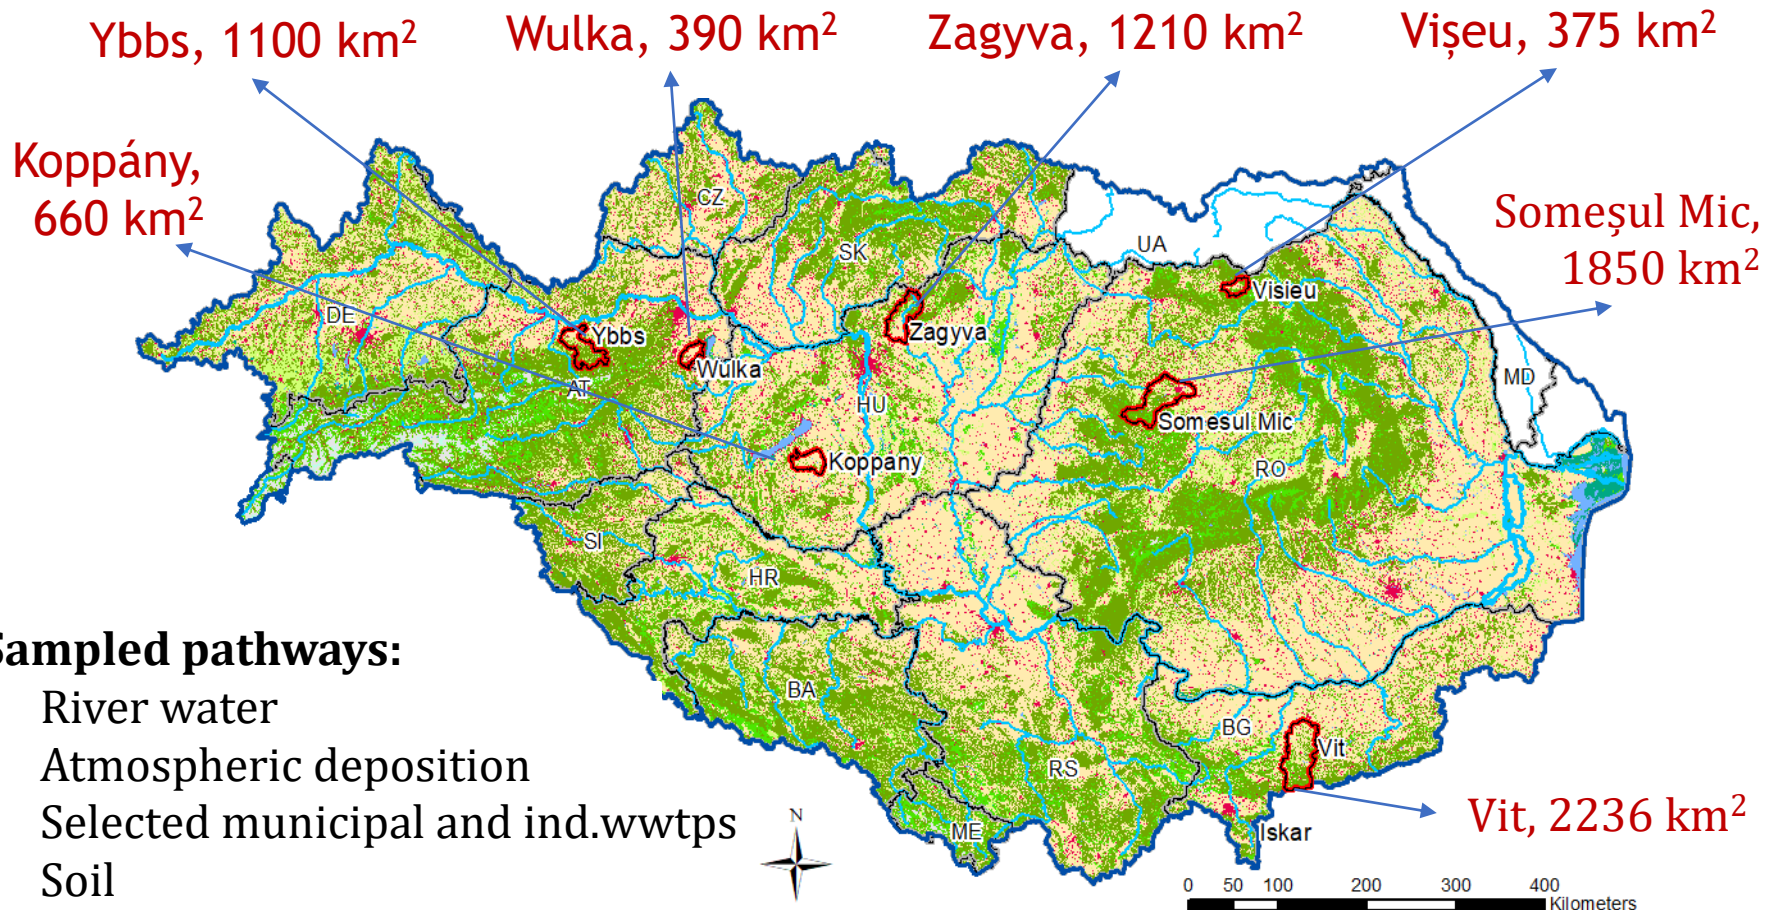 Ybbs, 1100 km²
Wulka, 390 km²
Zagyva, 1210 km²
Vișeu, 375 km²
Koppány,
660 km²
Someșul Mic,
1850 km²
CZ
SK
UA
DE
Ybbs
Wulka
AT
Zagyva
HU
Visieu
MD
Somesul Mic
Koppany
RO
SI
HR
BA
RS
BG
Vit
ME
Iskar
Vit, 2236 km²
Sampled pathways:
River water
Atmospheric deposition
Selected municipal and ind.wwtps
Soil
N
0 50 100 200 300 400
Kilometers